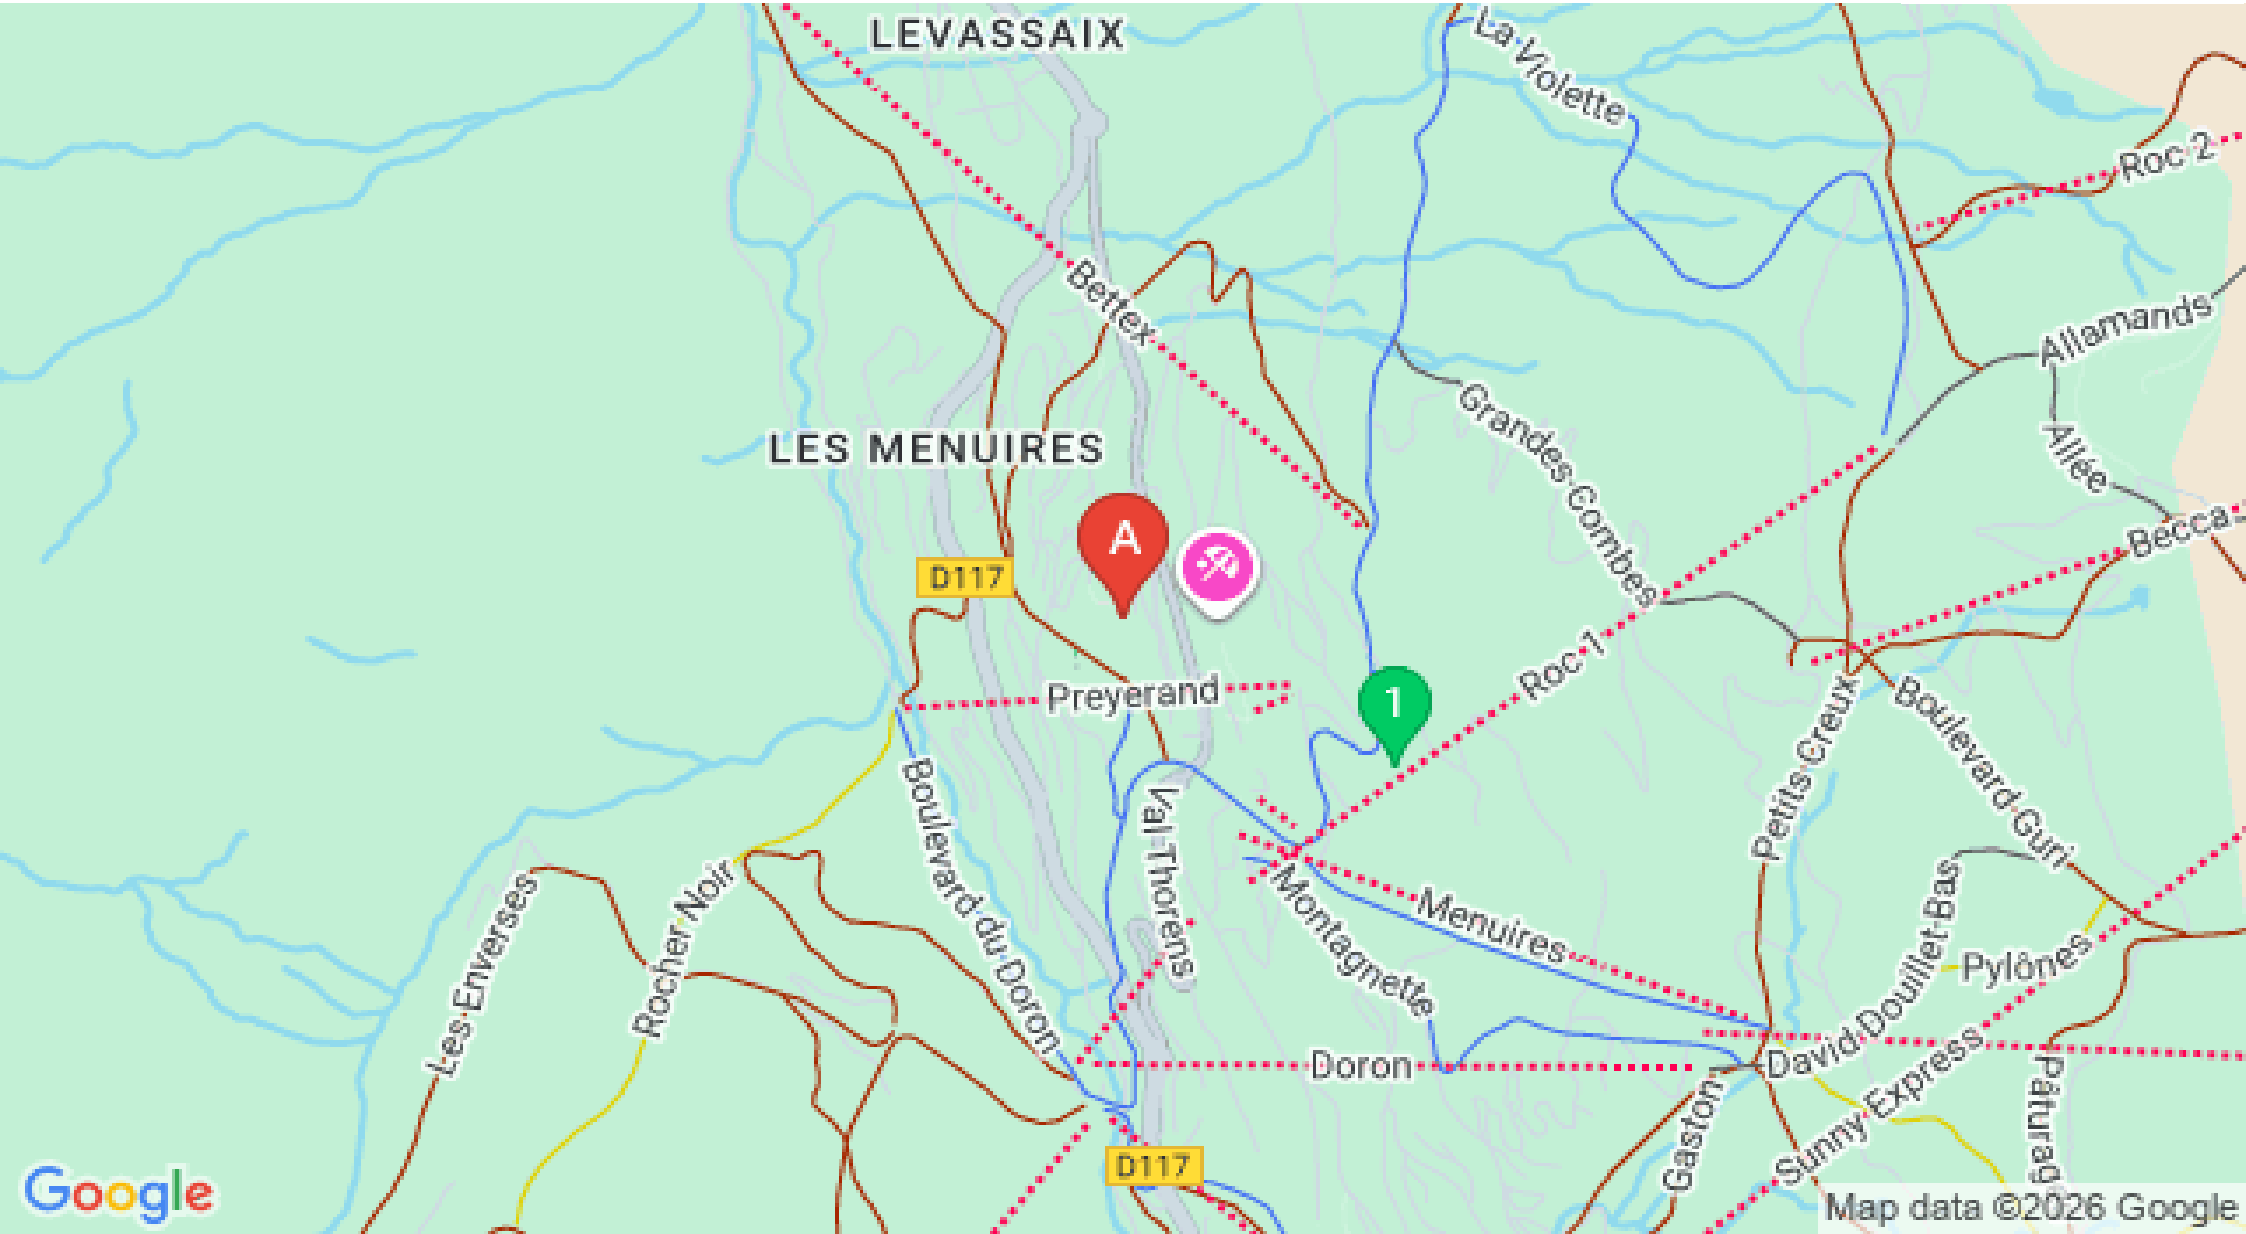 LEVASSAIX
La Violette
Roc 2
Bettex
Allamands
Grandes Combes
Allée
LES MENUIRES
Becca
A
D117
Roc 1
Preyerand
1
Petits Creux
Boulevard Guri
Boulevard du Doron
Val Thorens
Les Enverses
Rocher Noir
Montagnette
Menuires
David Douillet Bas
Pylônes
Doron
Sunny Express
Gaston
Pâturag
D117
Google
Map data ©2026 Google